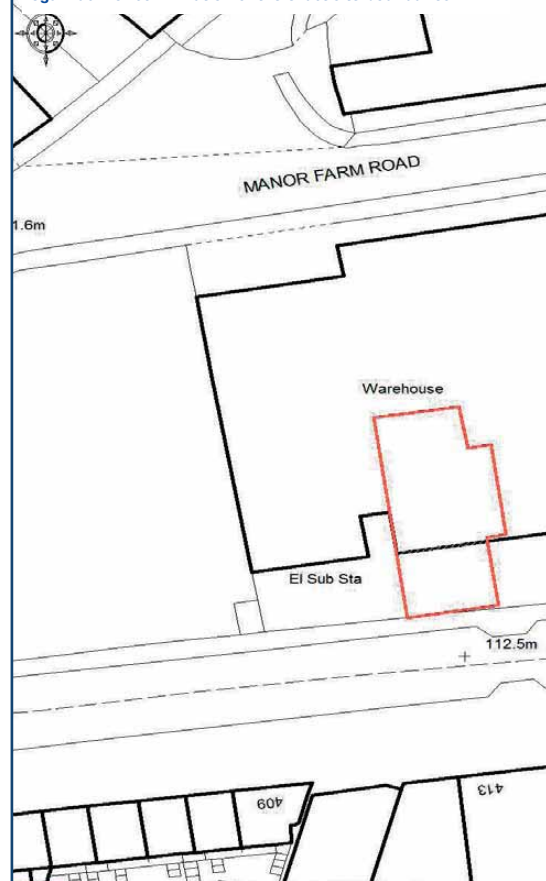 MANOR FARM ROAD
1.6m
Warehouse
El Sub Sta
112.5m
409
413